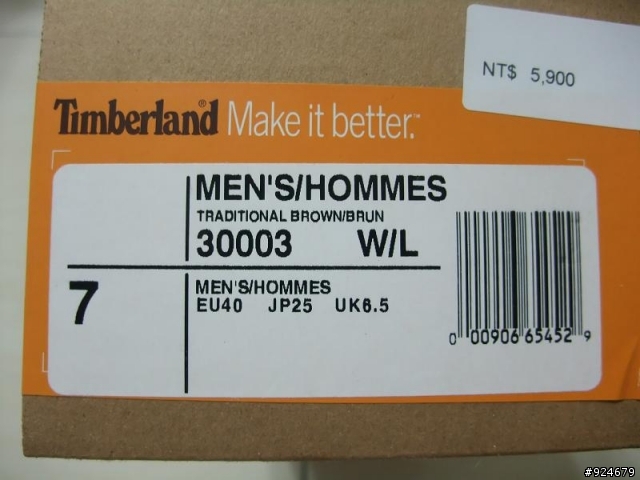 NT$ 5,900
Timberland® Make it better.™
MEN'S/HOMMES
TRADITIONAL BROWN/BRUN
30003 W/L
7
MEN'S/HOMMES
EU40 JP25 UK6.5
0 00906 65452 9
#924679